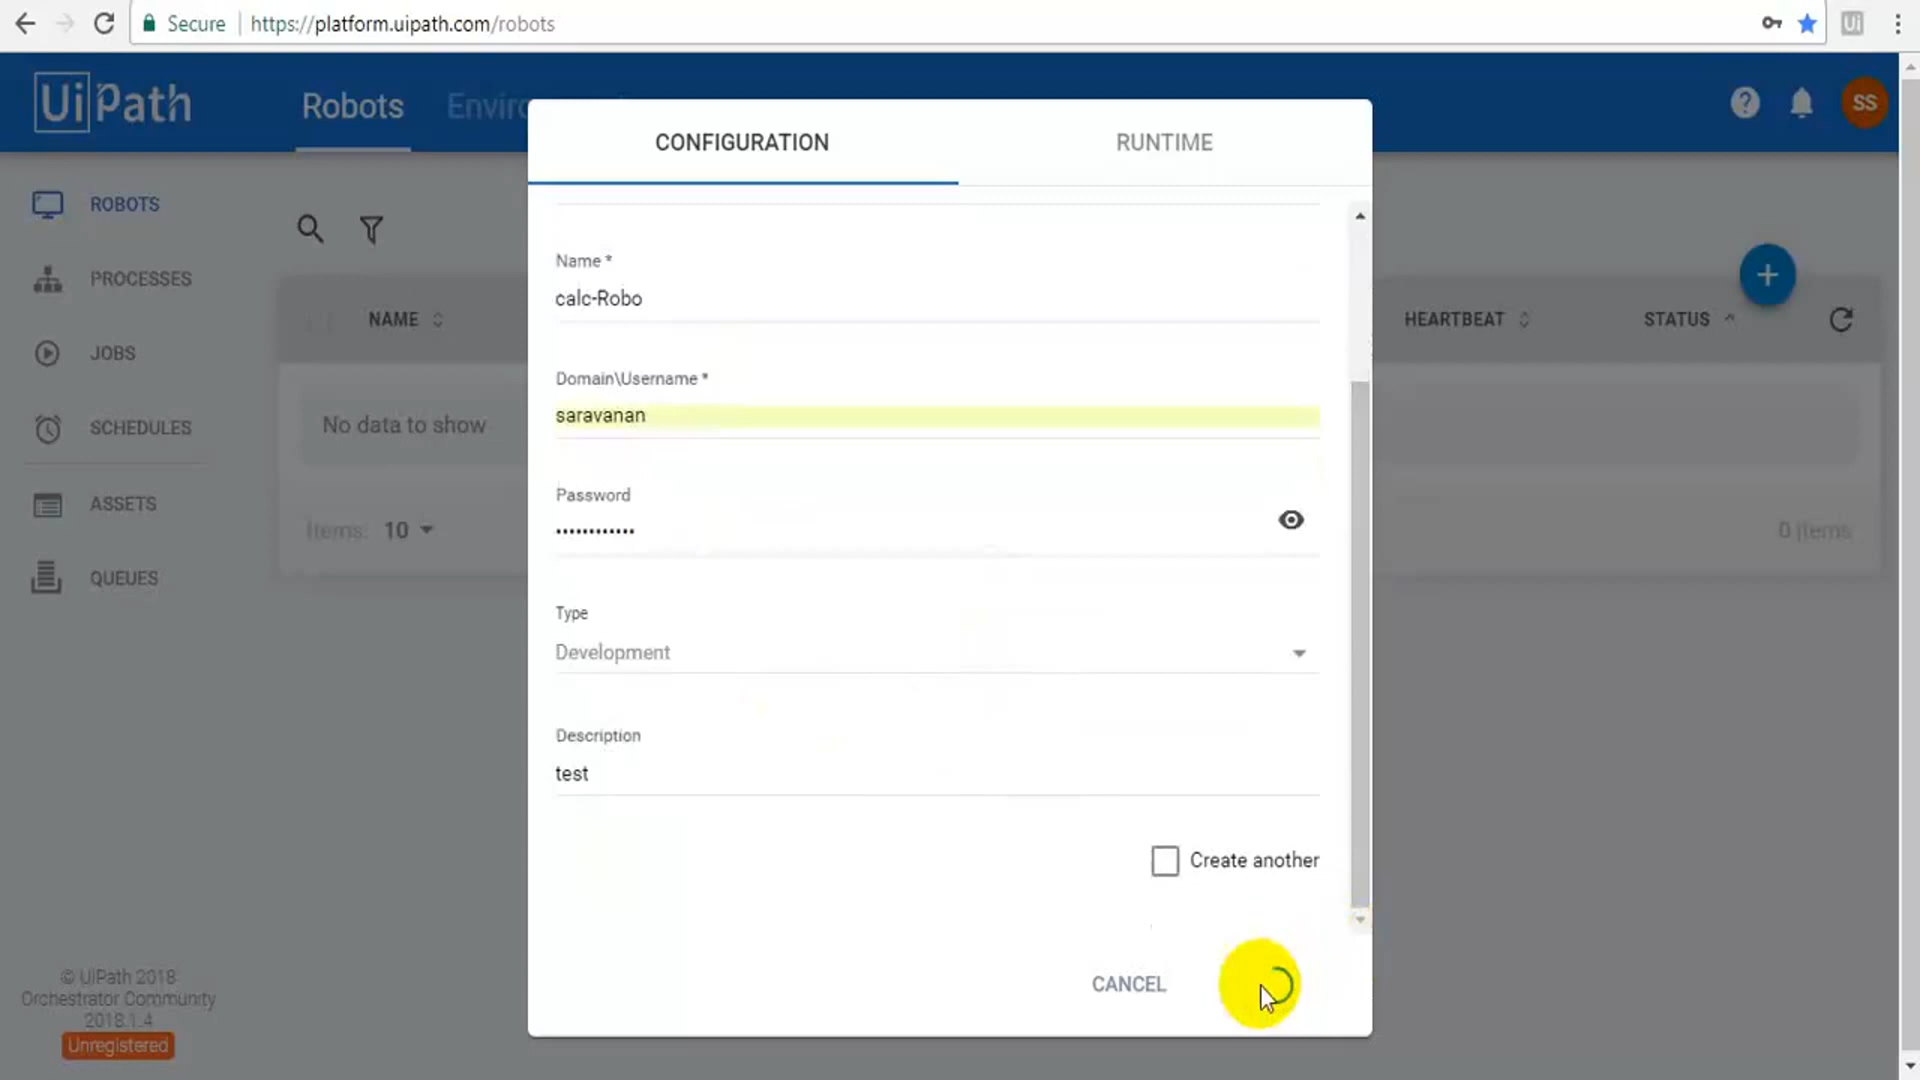 Secure
https://platform.uipath.com/robots
Ui
UiPath
Robots
SS
CONFIGURATION
RUNTIME
ROBOTS
PROCESSES
JOBS
SCHEDULES
ASSETS
QUEUES
NAME
HEARTBEAT
STATUS
No data to show
Items: 10
0 Items
Name *
calc-Robo
Domain\Username *
saravanan
Password
••••••••••••
Type
Development
Description
test
Create another
CANCEL
© UiPath 2018
Orchestrator Community
2018.1.4
Unregistered